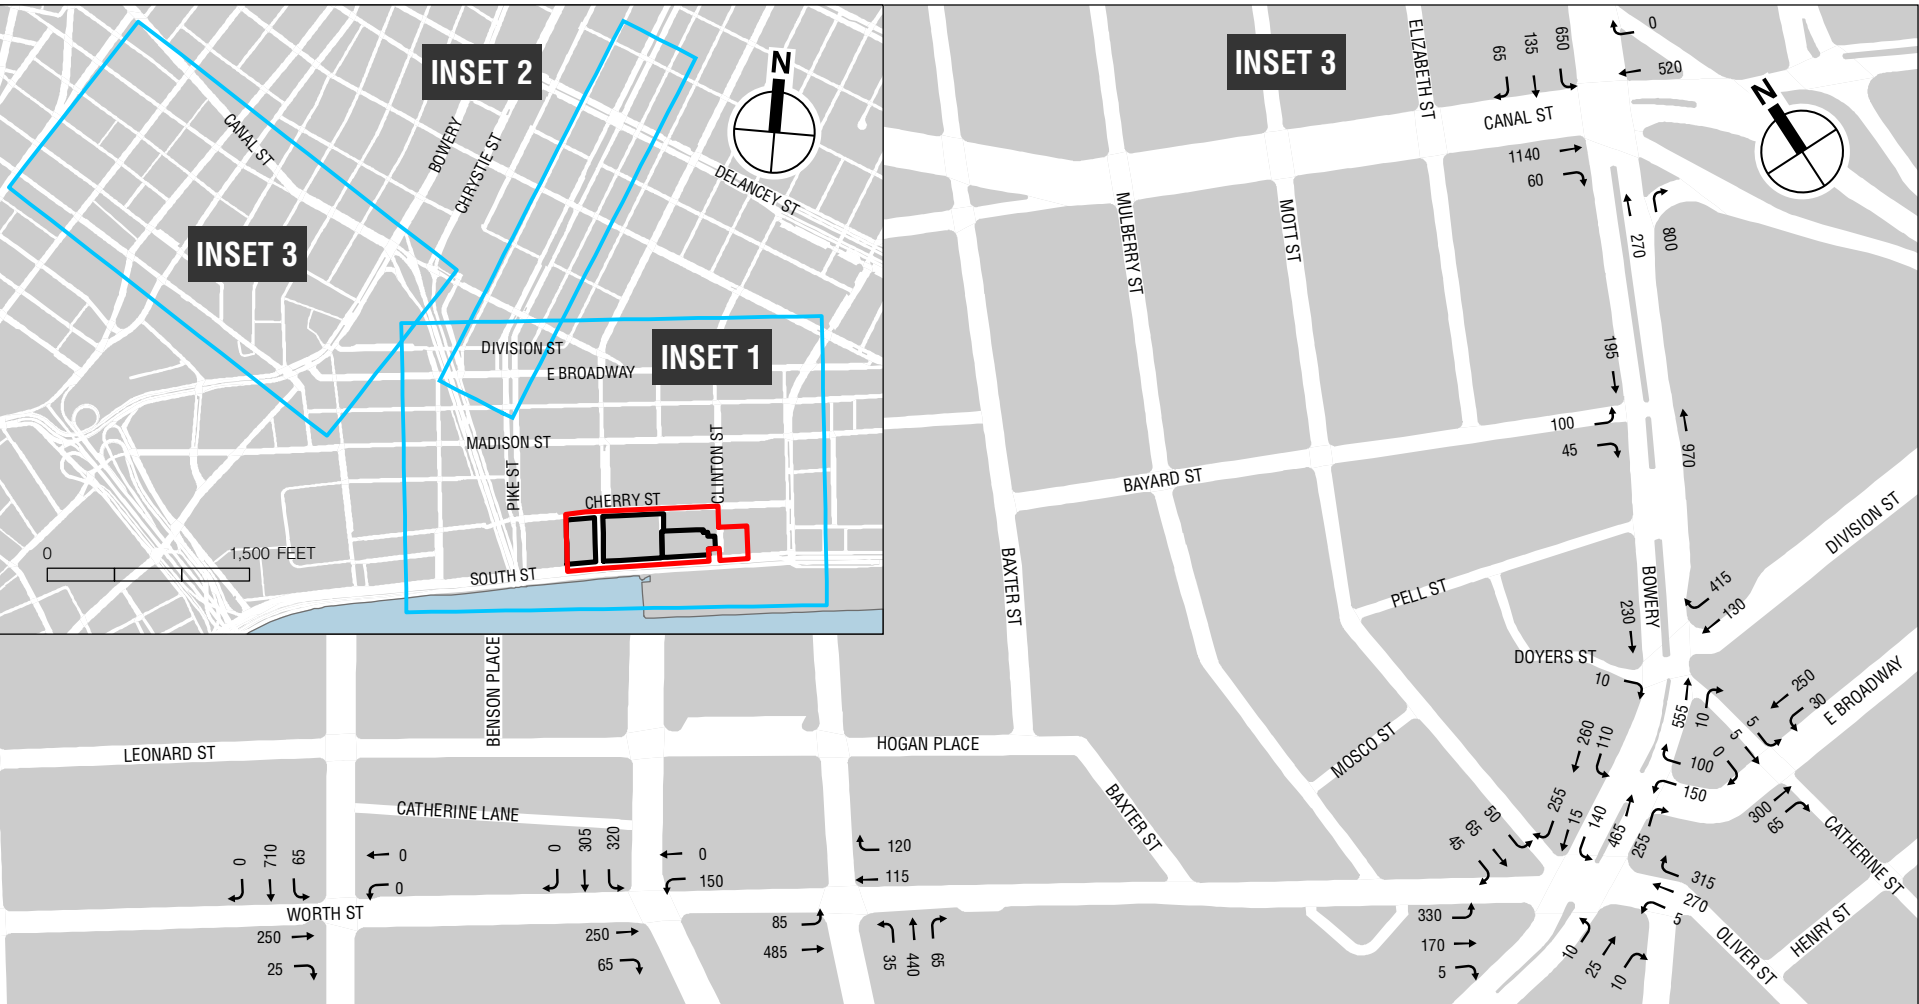 INSET 2
N
CANAL ST
BOWERY
CHRYSTIE ST
DELANCEY ST
INSET 3
DIVISION ST
INSET 1
E BROADWAY
MADISON ST
CLINTON ST
PIKE ST
CHERRY ST
0
1,500 FEET
SOUTH ST
INSET 3
ELIZABETH ST
65
135
650
0
520
N
CANAL ST
1140
60
270
800
MULBERRY ST
MOTT ST
195
100
45
970
BAYARD ST
DIVISION ST
BAXTER ST
PELL ST
BOWERY
415
130
230
DOYERS ST
10
250
30
E BROADWAY
555
10
5
5
260
110
100
0
150
300
65
CATHERINE ST
MOSCO ST
BENSON PLACE
LEONARD ST
HOGAN PLACE
BAXTER ST
CATHERINE LANE
50
65
45
255
15
140
465
255
0
710
65
0
0
0
305
320
0
150
120
115
WORTH ST
250
25
250
65
85
485
35
440
65
330
170
5
315
270
5
10
25
10
OLIVER ST
HENRY ST